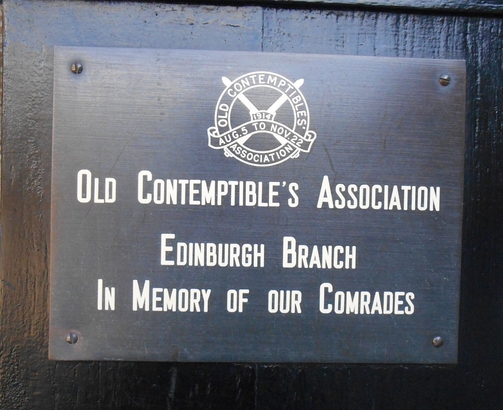 OLD CONTEMPTIBLES'
1914
AUG. 5 TO NOV. 22
ASSOCIATION
OLD CONTEMPTIBLE'S ASSOCIATION
EDINBURGH BRANCH
IN MEMORY OF OUR COMRADES